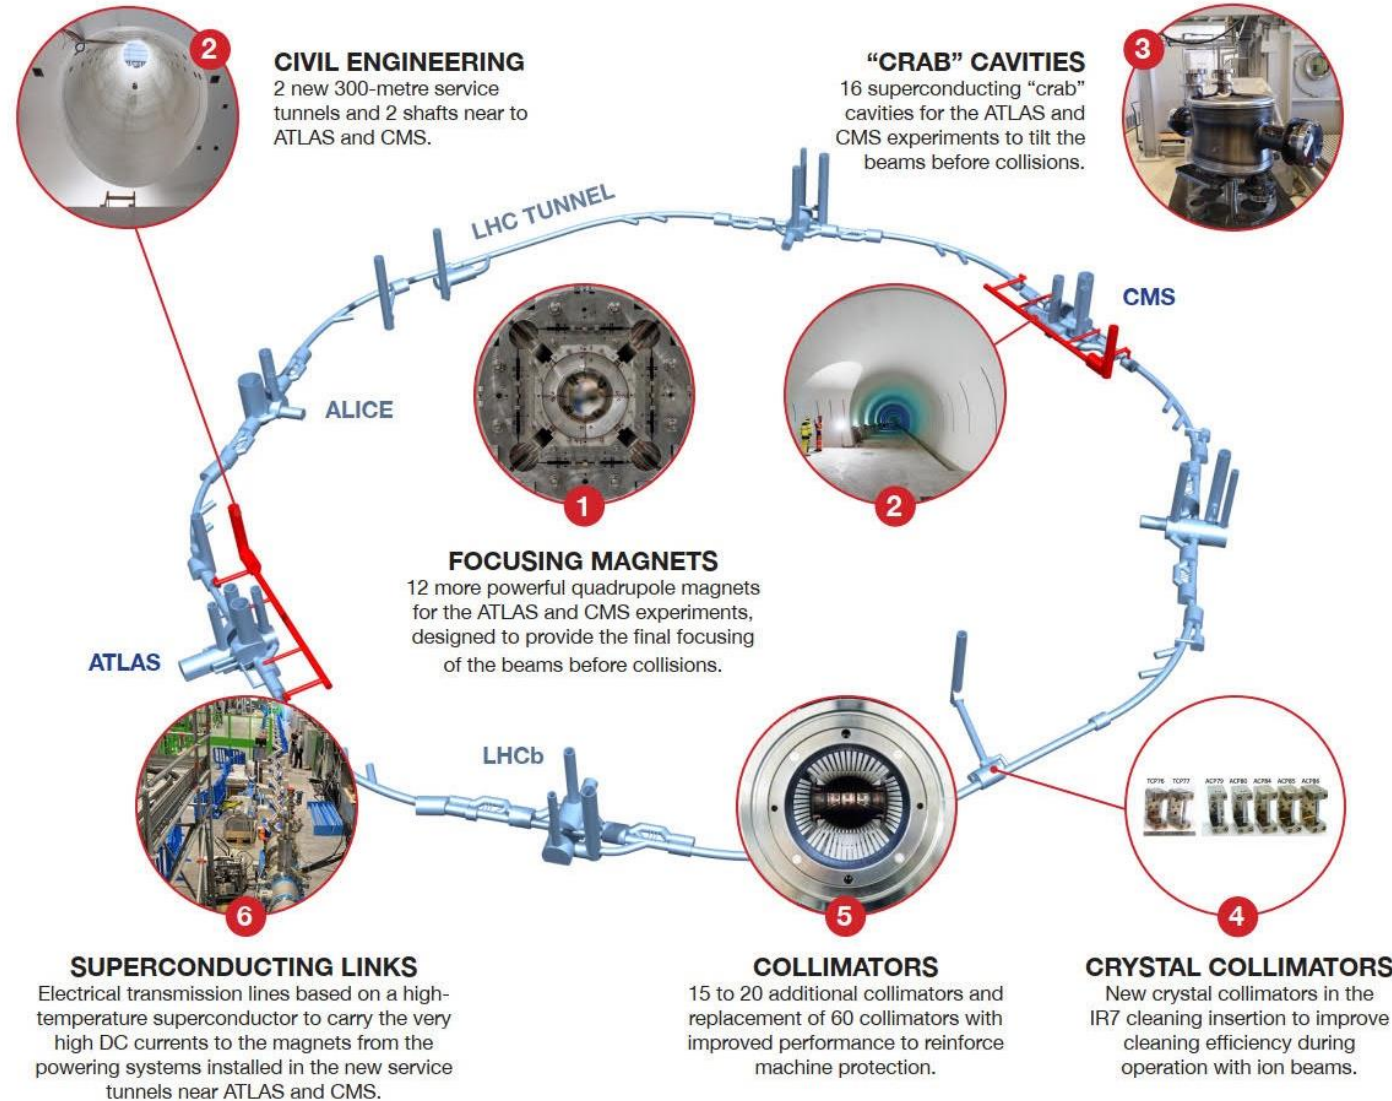 2
CIVIL ENGINEERING
2 new 300-metre service
tunnels and 2 shafts near to
ATLAS and CMS.
"CRAB" CAVITIES
16 superconducting "crab"
cavities for the ATLAS and
CMS experiments to tilt the
beams before collisions.
3
LHC TUNNEL
CMS
ALICE
1
2
FOCUSING MAGNETS
12 more powerful quadrupole magnets
for the ATLAS and CMS experiments,
designed to provide the final focusing
of the beams before collisions.
ATLAS
LHCb
TCP76 TCP77 ACP79 ACP80 ACP84 ACP85 ACP86
6
5
4
SUPERCONDUCTING LINKS
Electrical transmission lines based on a high-
temperature superconductor to carry the very
high DC currents to the magnets from the
powering systems installed in the new service
tunnels near ATLAS and CMS.
COLLIMATORS
15 to 20 additional collimators and
replacement of 60 collimators with
improved performance to reinforce
machine protection.
CRYSTAL COLLIMATORS
New crystal collimators in the
IR7 cleaning insertion to improve
cleaning efficiency during
operation with ion beams.